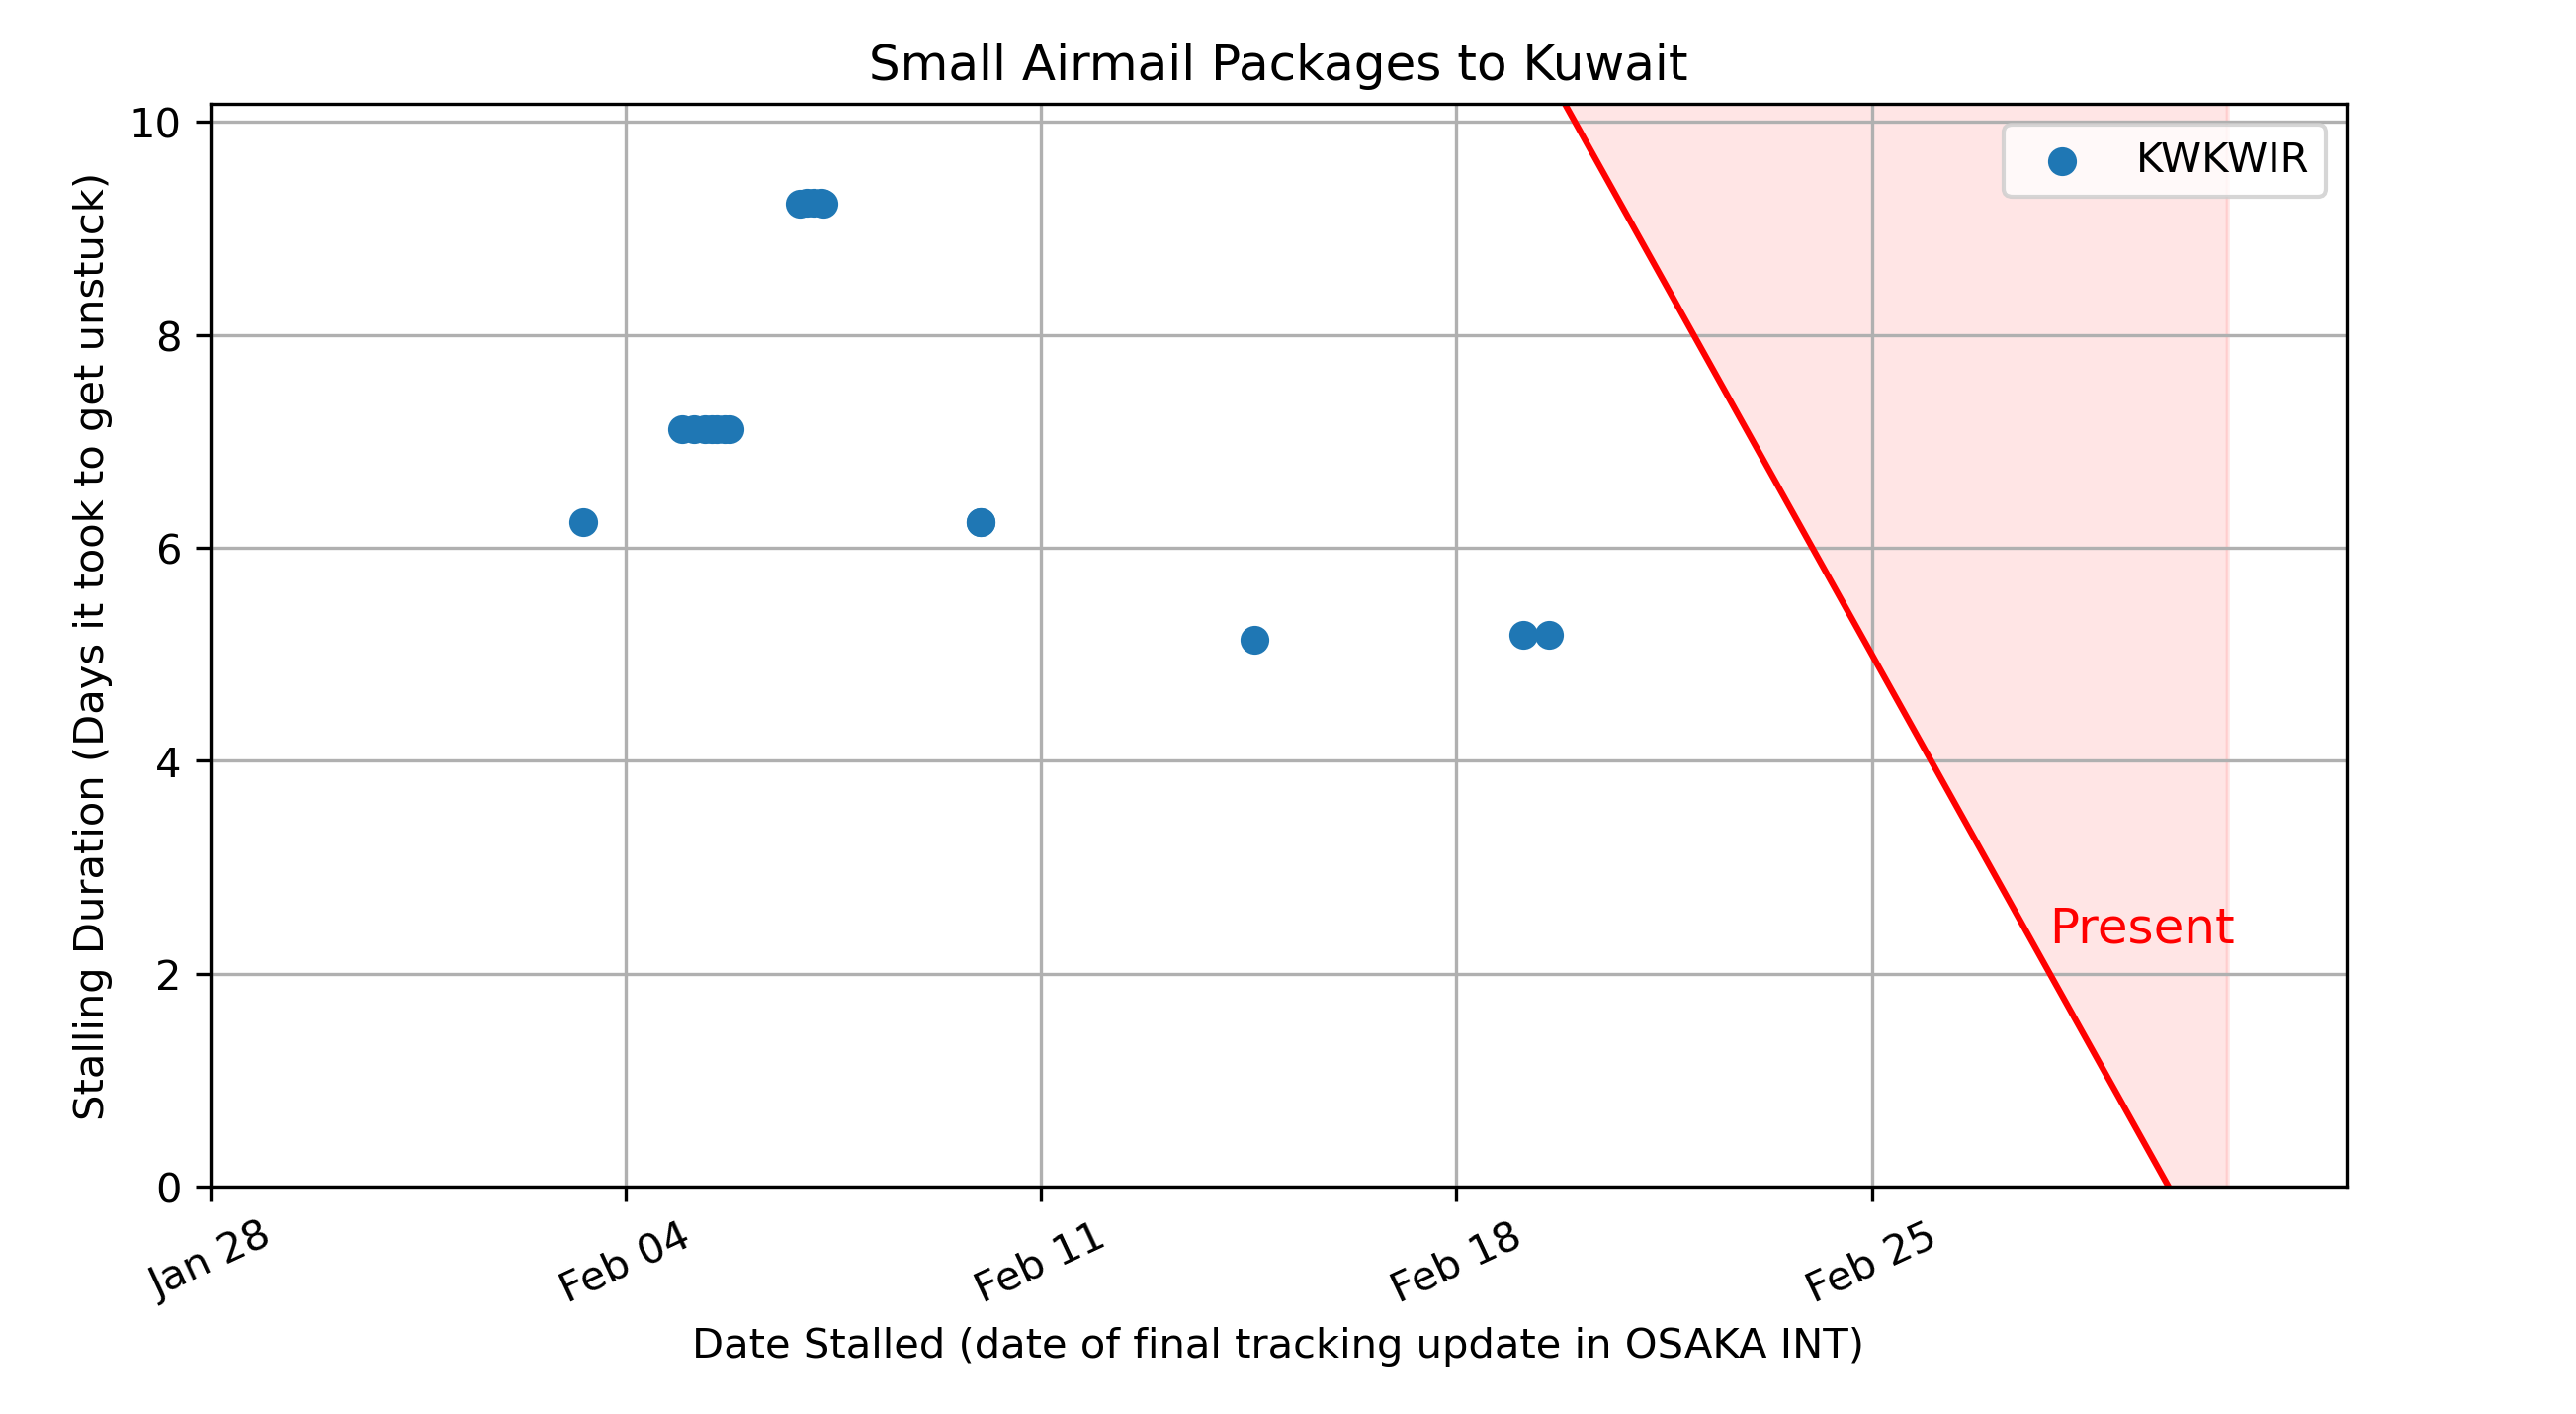 Small Airmail Packages to Kuwait
KWKWIR
Stalling Duration (Days it took to get unstuck)
10
8
6
4
2
0
Present
Jan 28
Feb 04
Feb 11
Feb 18
Feb 25
Date Stalled (date of final tracking update in OSAKA INT)